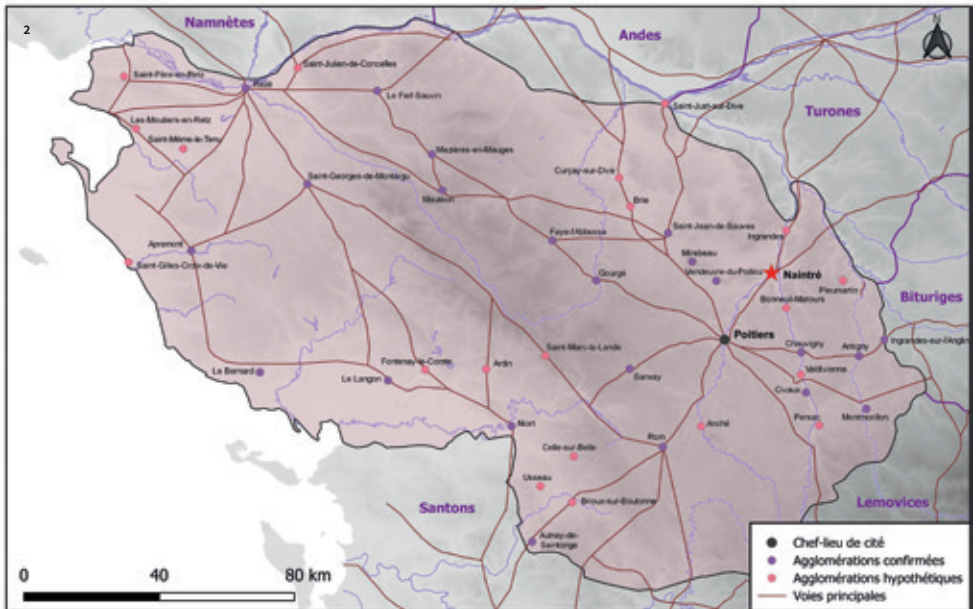 2
Namnètes
Andes
N
Saint-Père-en-Retz
Rezé
Saint-Julien-de-Concelles
Le Fief-Sauvin
Saint-Just-sur-Dive
Turones
Les-Moutiers-en-Retz
Saint-Même-le-Tenu
Mazières-en-Mauges
Saint-Georges-de-Montaigu
Mauléon
Curçay-sur-Dive
Brie
Apremont
Faye-l'Abbesse
Saint-Jean-de-Sauves
Ingrandes
Saint-Gilles-Croix-de-Vie
Mirebeau
Vendeuvre-du-Poitou
Naintré
Pleumartin
Gourgé
Bonneuil-Matours
Bituriges
Poitiers
Ingrandes-sur-l'Anglin
Saint-Marc-la-Lande
Chauvigny
Antigny
Le Bernard
Fontenay-le-Comte
Ardin
Le Langon
Sanxay
Valdivienne
Civaux
Montmorillon
Niort
Rom
Anché
Persac
Celle-sur-Belle
Usseau
Brioux-sur-Boutonne
Santons
Lemovices
Aulnay-de-
Saintonge
Chef-lieu de cité
Agglomérations confirmées
Agglomérations hypothétiques
Voies principales
0 40 80 km